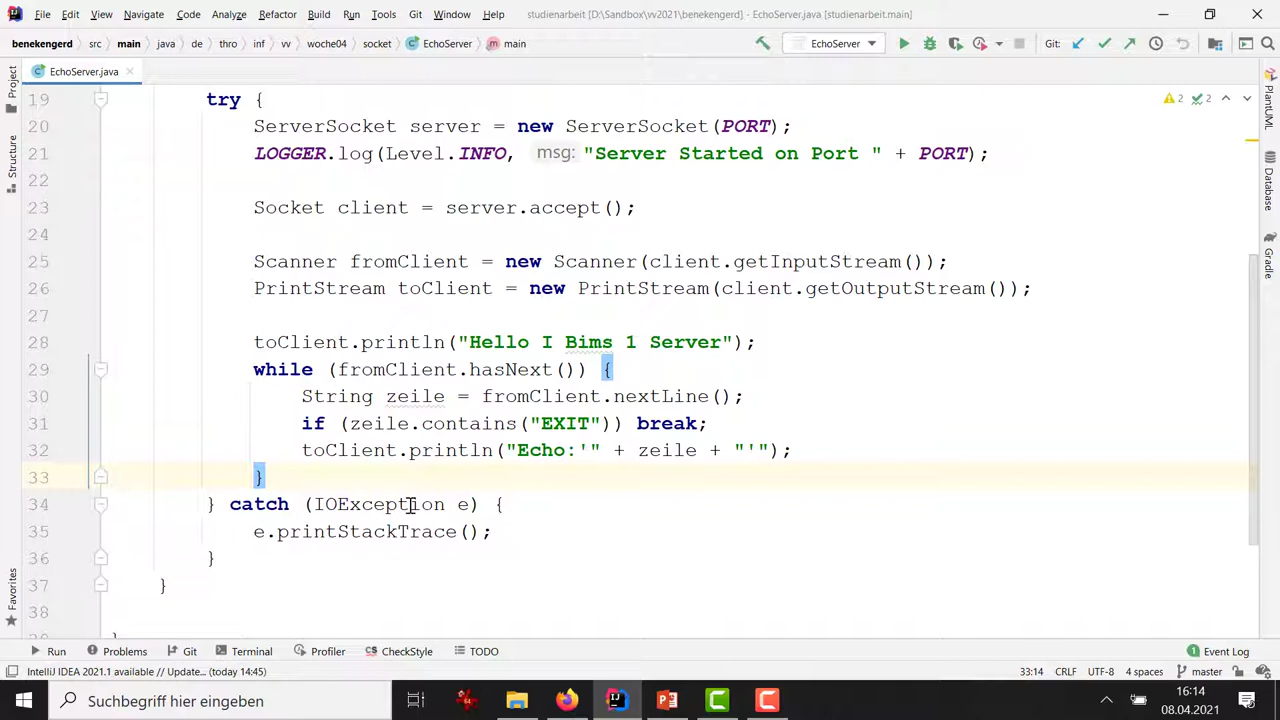 File Edit View Navigate Code Analyze Refactor Build Run Tools Git Window Help studienarbeit [D:\Sandbox\vv2021\benekengerd] - EchoServer.java [studienarbeit.main]
benekengerd src main java de thro inf vv woche04 socket EchoServer main EchoServer Git:
EchoServer.java
Project
Structure
Favorites
PlantUML
Database
Gradle
2 2
19 try {
20 ServerSocket server = new ServerSocket(PORT);
21 LOGGER.log(Level.INFO, msg: "Server Started on Port " + PORT);
22
23 Socket client = server.accept();
24
25 Scanner fromClient = new Scanner(client.getInputStream());
26 PrintStream toClient = new PrintStream(client.getOutputStream());
27
28 toClient.println("Hello I Bims 1 Server");
29 while (fromClient.hasNext()) {
30 String zeile = fromClient.nextLine();
31 if (zeile.contains("EXIT")) break;
32 toClient.println("Echo:'" + zeile + "'");
33 }
34 } catch (IOException e) {
35 e.printStackTrace();
36 }
37 }
38
Run Problems Git Terminal Profiler CheckStyle TODO 1 Event Log
IntelliJ IDEA 2021.1 available // Update... (today 14:45) 33:14 CRLF UTF-8 4 spaces master
Suchbegriff hier eingeben 16:14
08.04.2021